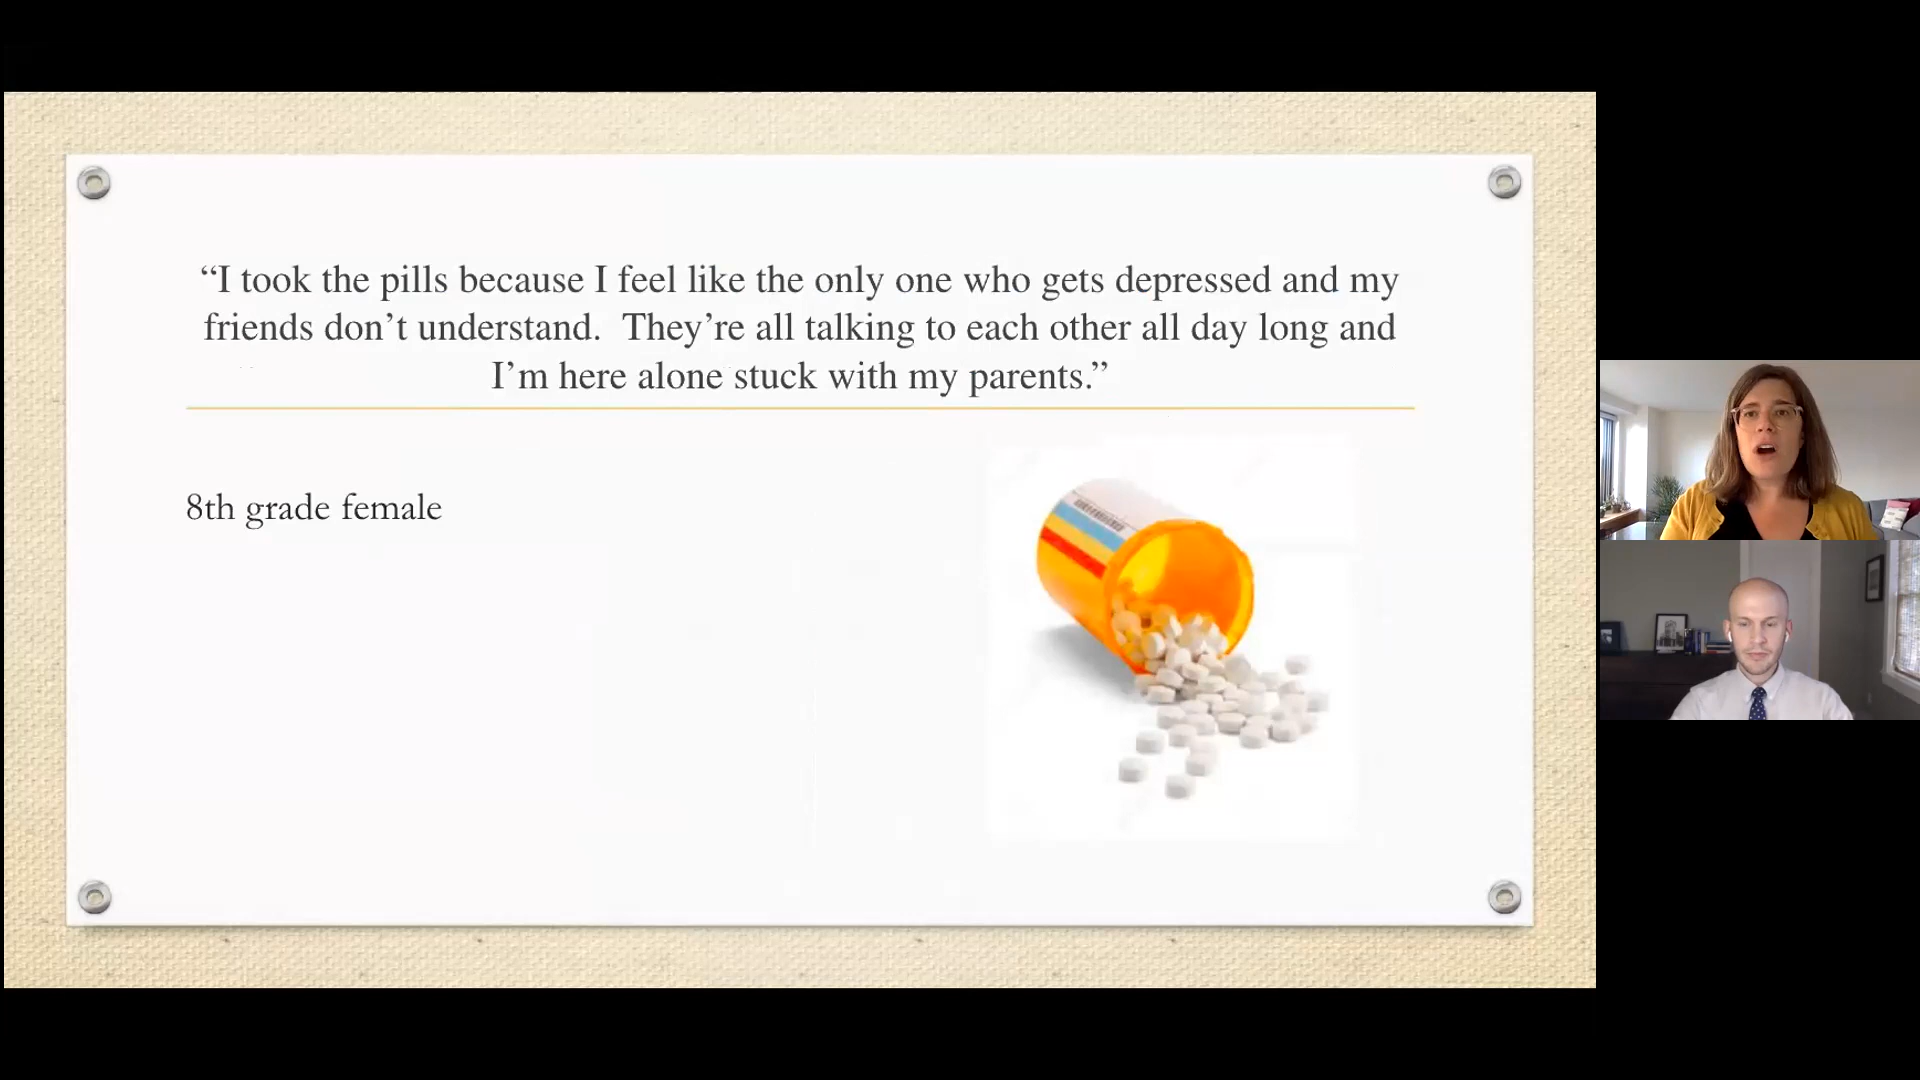 “I took the pills because I feel like the only one who gets depressed and my
friends don’t understand.  They’re all talking to each other all day long and
I’m here alone stuck with my parents.”
8th grade female